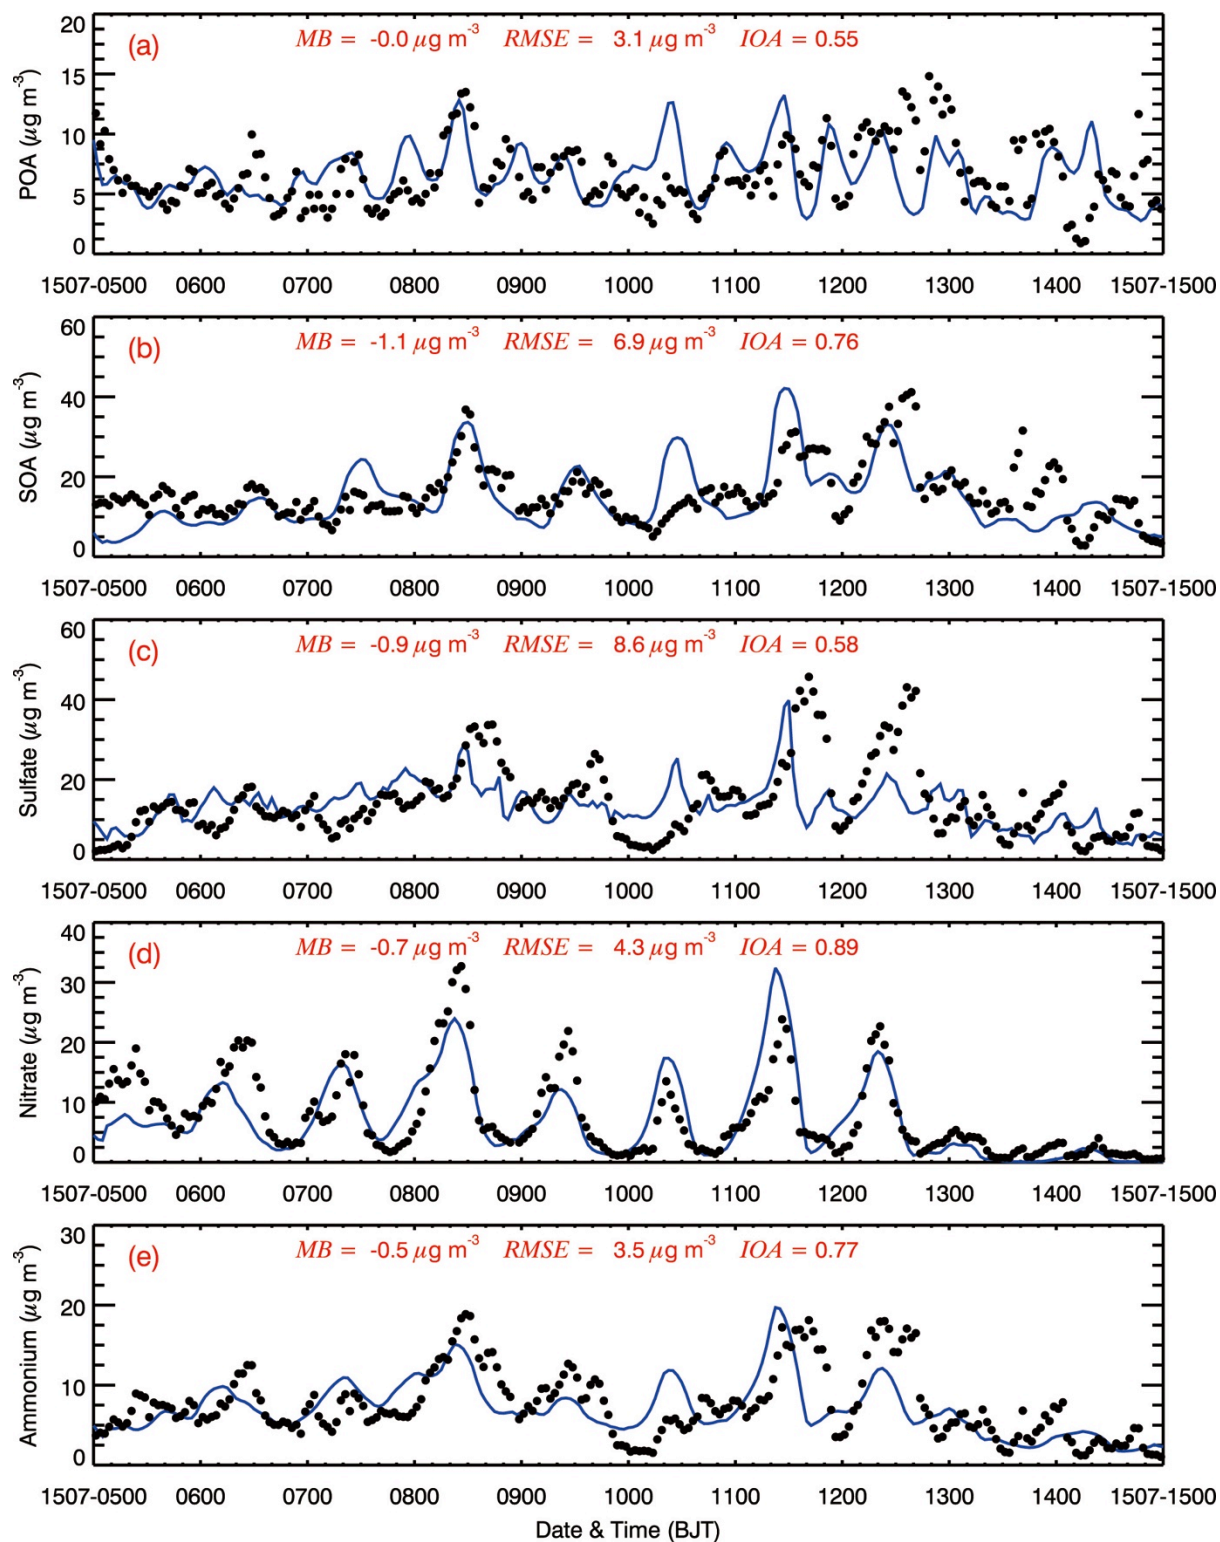 (a) MB = -0.0 μg m-3 RMSE = 3.1 μg m-3 IOA = 0.55
POA (μg m-3)
20
15
10
5
0
1507-0500 0600 0700 0800 0900 1000 1100 1200 1300 1400 1507-1500
(b) MB = -1.1 μg m-3 RMSE = 6.9 μg m-3 IOA = 0.76
SOA (μg m-3)
60
40
20
0
1507-0500 0600 0700 0800 0900 1000 1100 1200 1300 1400 1507-1500
(c) MB = -0.9 μg m-3 RMSE = 8.6 μg m-3 IOA = 0.58
Sulfate (μg m-3)
60
40
20
0
1507-0500 0600 0700 0800 0900 1000 1100 1200 1300 1400 1507-1500
(d) MB = -0.7 μg m-3 RMSE = 4.3 μg m-3 IOA = 0.89
Nitrate (μg m-3)
40
30
20
10
0
1507-0500 0600 0700 0800 0900 1000 1100 1200 1300 1400 1507-1500
(e) MB = -0.5 μg m-3 RMSE = 3.5 μg m-3 IOA = 0.77
Ammonium (μg m-3)
30
20
10
0
1507-0500 0600 0700 0800 0900 1000 1100 1200 1300 1400 1507-1500
Date & Time (BJT)